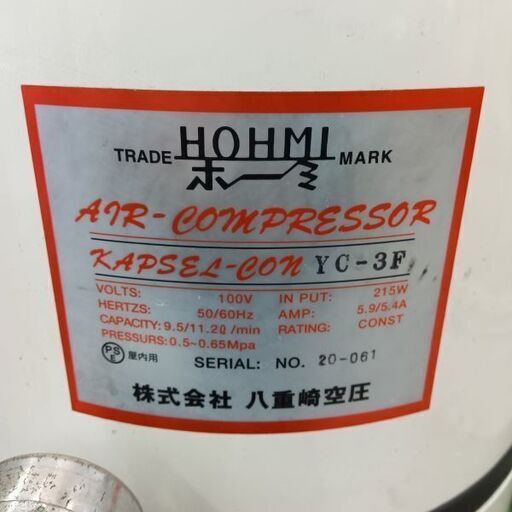 TRADE HOHMI MARK
ホーミ
AIR-COMPRESSOR
KAPSEL-CON YC-3F
VOLTS: 100V IN PUT: 215W
HERTZS: 50/60Hz AMP: 5.9/5.4A
CAPACITY: 9.5/11.2ℓ/min RATING: CONST
PRESSURS: 0.5~0.65Mpa
PSE 屋内用 SERIAL: NO. 20-061
株式会社 八重崎空圧